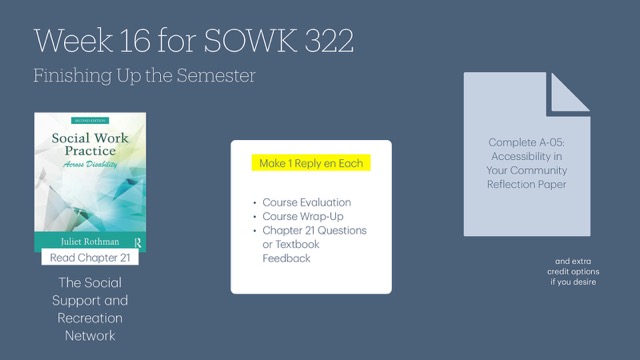 Week 16 for SOWK 322
Finishing Up the Semester
SECOND EDITION
Social Work
Practice
Across Disability
Juliet Rothman
R
Read Chapter 21
The Social
Support and
Recreation
Network
Make 1 Reply en Each
• Course Evaluation
• Course Wrap-Up
• Chapter 21 Questions
or Textbook
Feedback
Complete A-05:
Accessibility in
Your Community
Reflection Paper
and extra
credit options
if you desire